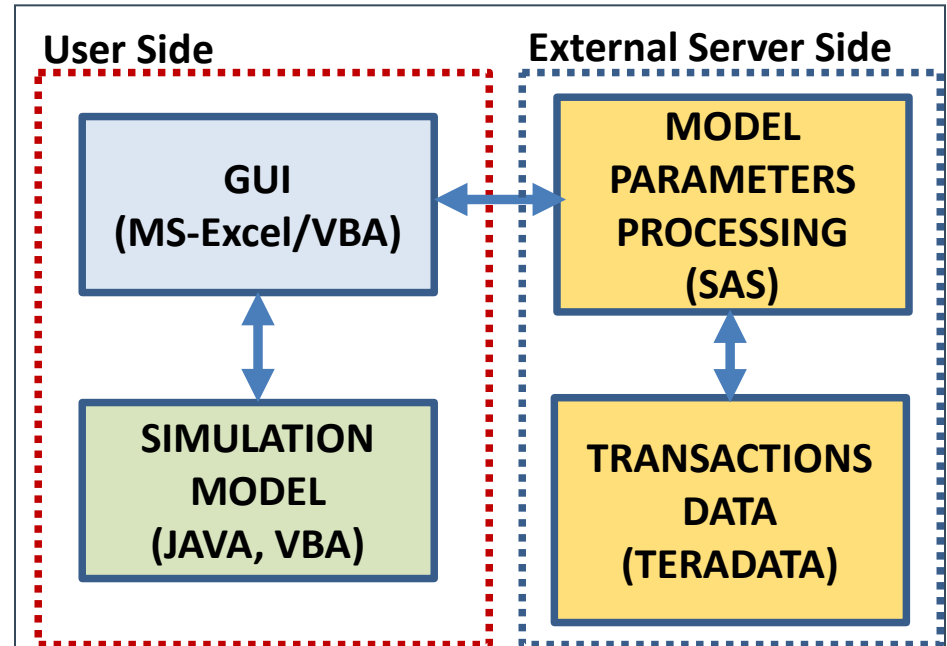 User Side
GUI
(MS-Excel/VBA)
SIMULATION
MODEL
(JAVA, VBA)
External Server Side
MODEL
PARAMETERS
PROCESSING
(SAS)
TRANSACTIONS
DATA
(TERADATA)